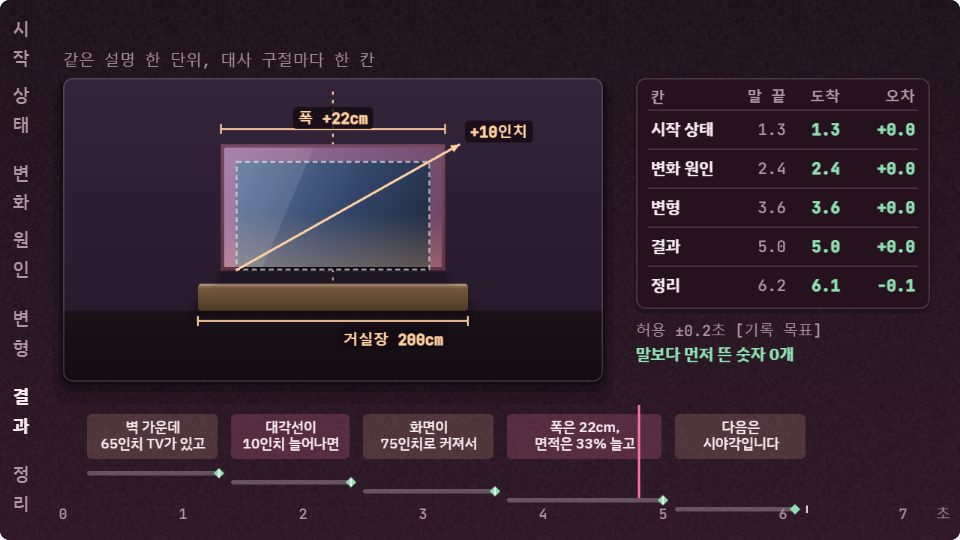 시작
상태
변화
원인
변형
결과
정리
같은 설명 한 단위, 대사 구절마다 한 칸
폭 +22cm
+10인치
거실장 200cm
칸 말 끝 도착 오차
시작 상태 1.3 1.3 +0.0
변화 원인 2.4 2.4 +0.0
변형 3.6 3.6 +0.0
결과 5.0 5.0 +0.0
정리 6.2 6.1 -0.1
허용 ±0.2초 [기록 목표]
말보다 먼저 뜬 숫자 0개
벽 가운데
65인치 TV가 있고
대각선이
10인치 늘어나면
화면이
75인치로 커져서
폭은 22cm,
면적은 33% 늘고
다음은
시야각입니다
0 1 2 3 4 5 6 7 초